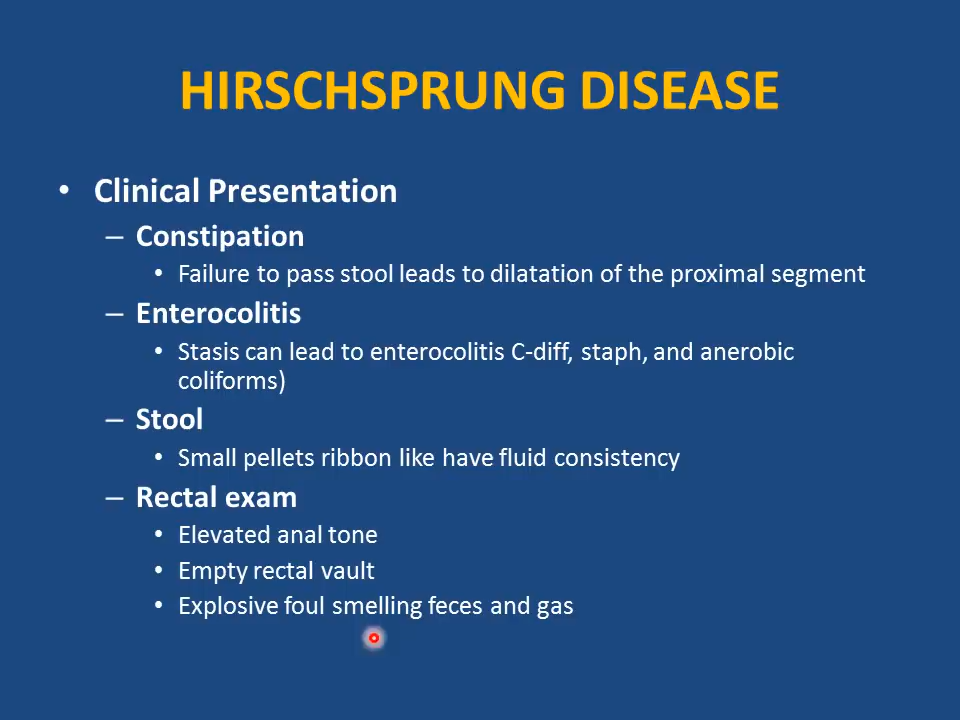 HIRSCHSPRUNG DISEASE
• Clinical Presentation
– Constipation
• Failure to pass stool leads to dilatation of the proximal segment
– Enterocolitis
• Stasis can lead to enterocolitis C-diff, staph, and anerobic
coliforms)
– Stool
• Small pellets ribbon like have fluid consistency
– Rectal exam
• Elevated anal tone
• Empty rectal vault
• Explosive foul smelling feces and gas